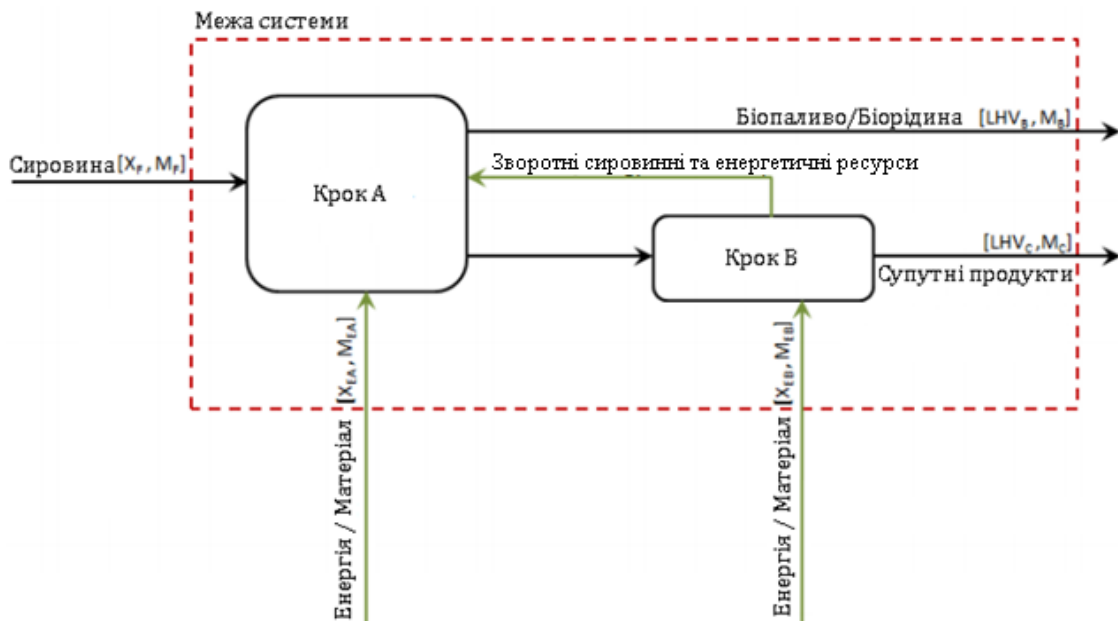 Межа системи
Біопаливо/Біорідина [LHV_B, M_B]
Сировина [X_F, M_F]
Зворотні сировинні та енергетичні ресурси
Крок А
Крок В
[LHV_C, M_C]
Супутні продукти
Енергія / Матеріал [X_EA, M_EA]
Енергія / Матеріал [X_EB, M_EB]